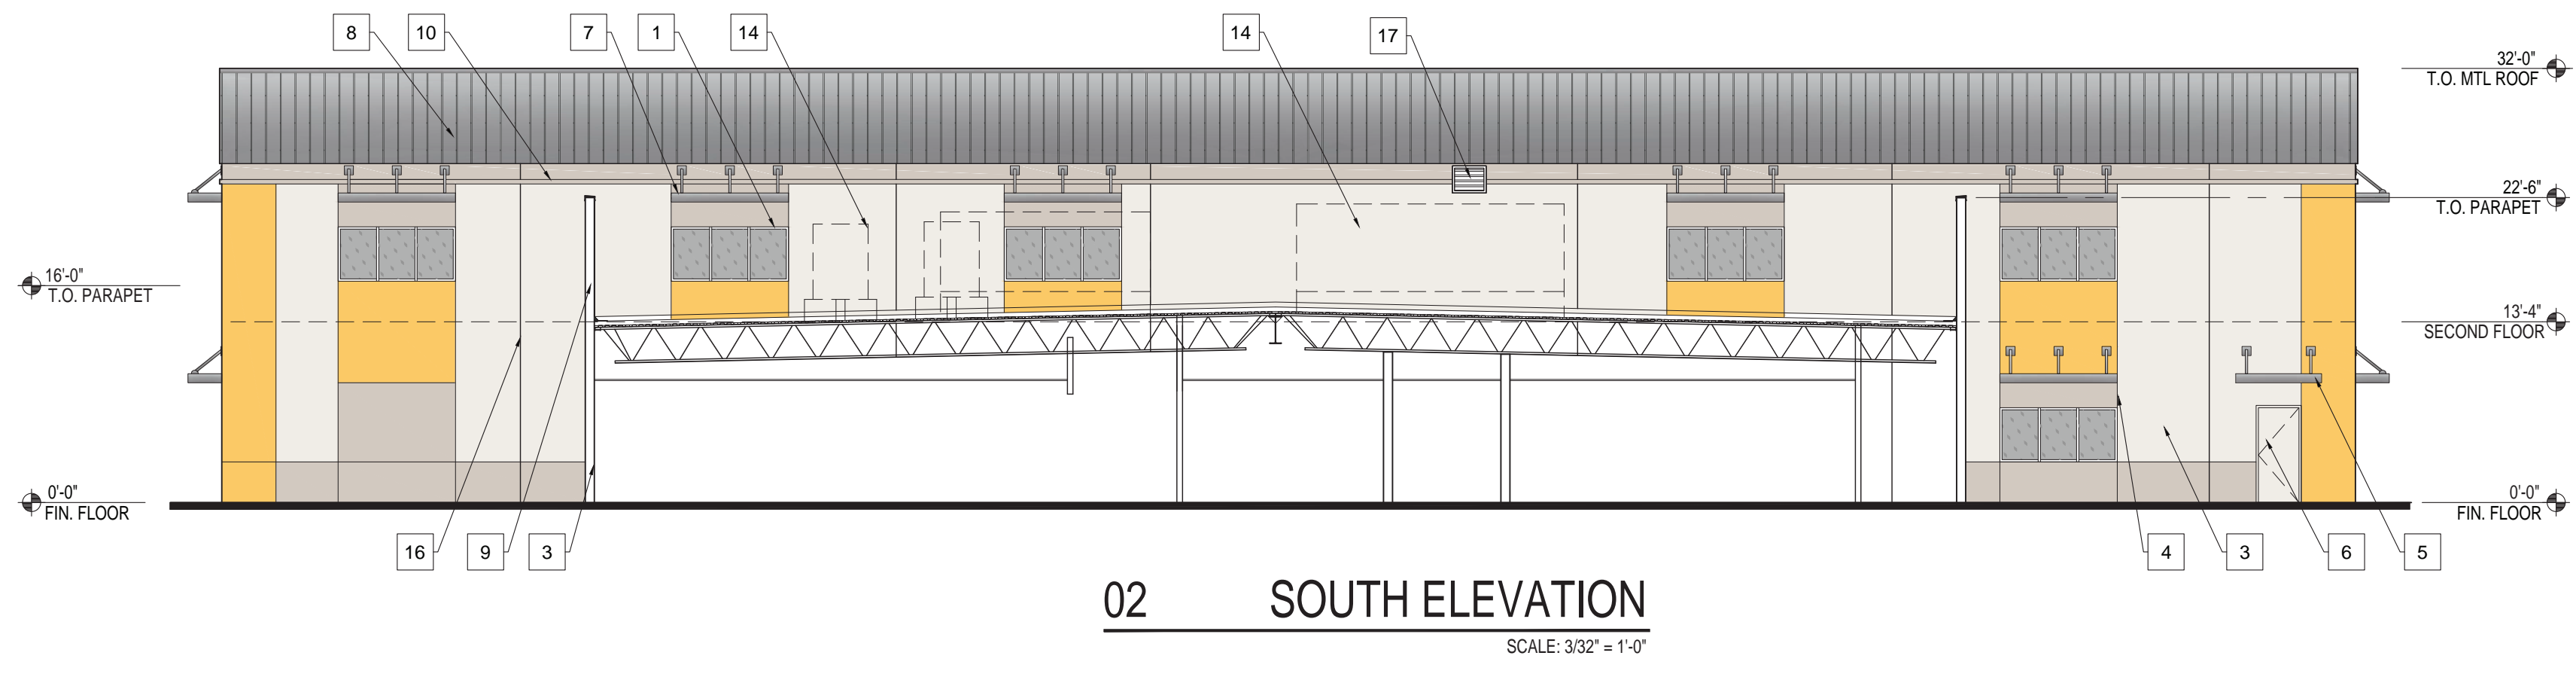 8
10
7
1
14
14
17
32'-0"
T.O. MTL ROOF
22'-6"
T.O. PARAPET
16'-0"
T.O. PARAPET
13'-4"
SECOND FLOOR
0'-0"
FIN. FLOOR
0'-0"
FIN. FLOOR
16
9
3
4
3
6
5
02 SOUTH ELEVATION
SCALE: 3/32" = 1'-0"